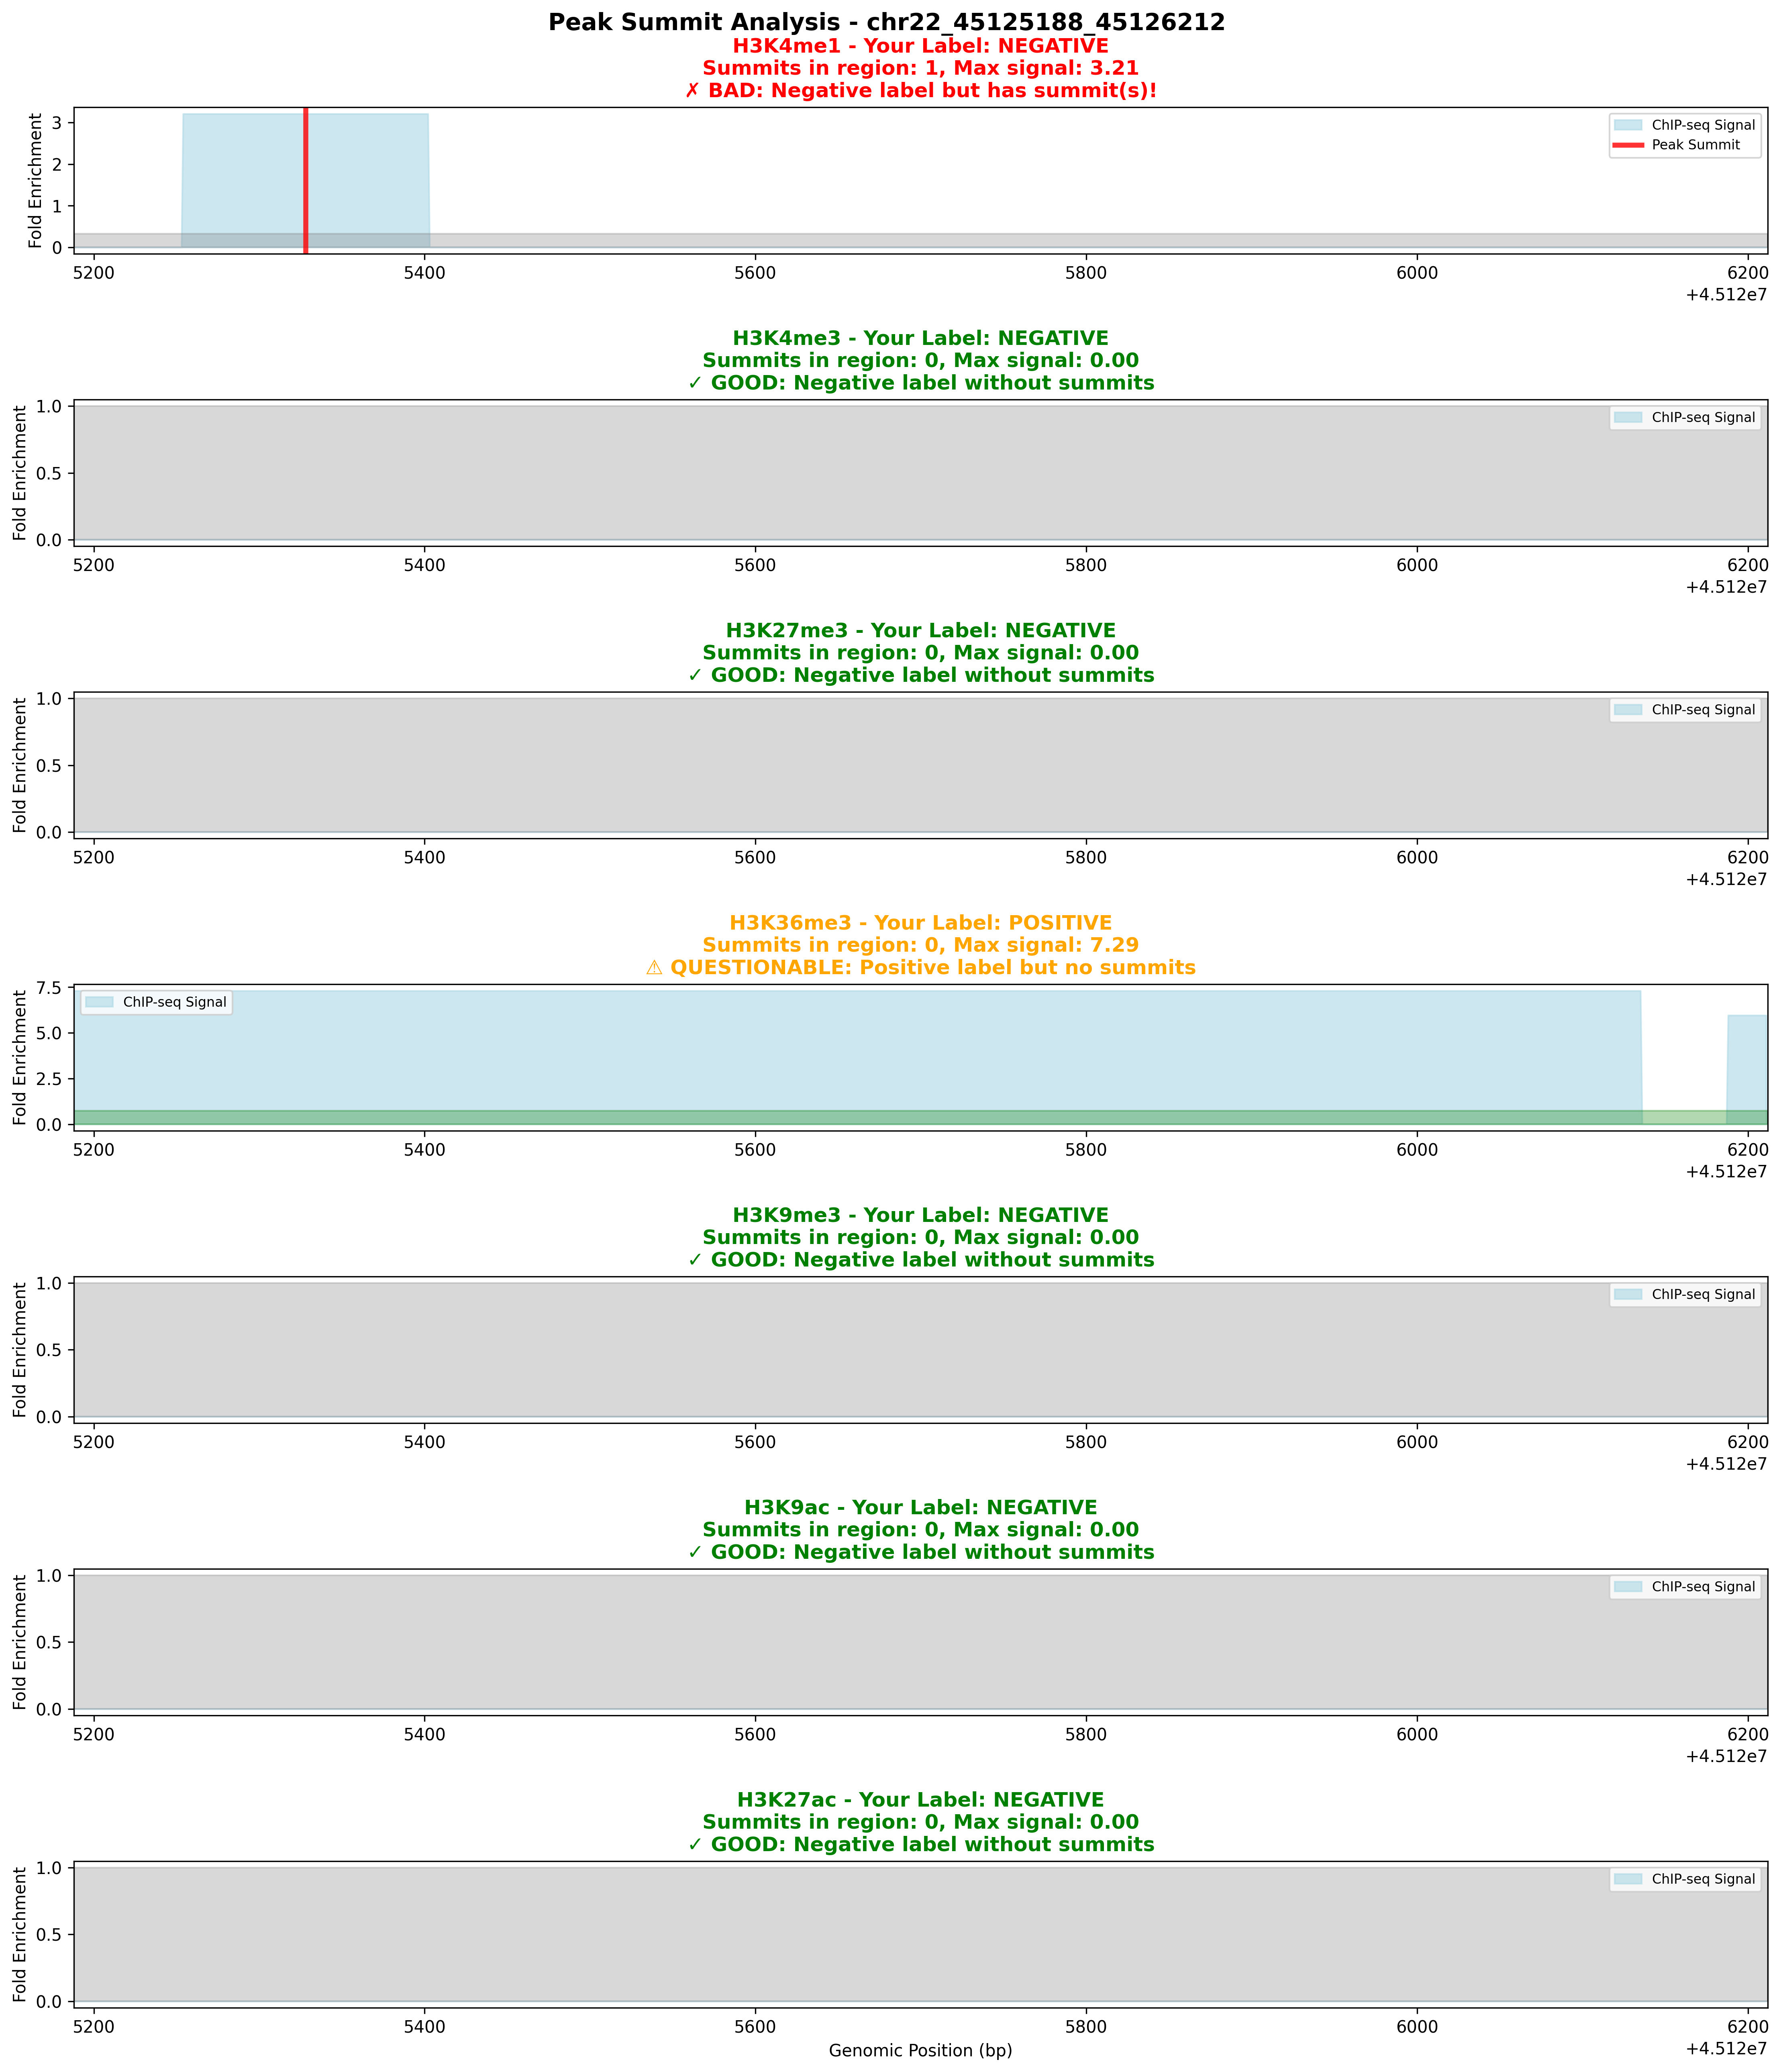 Peak Summit Analysis - chr22_45125188_45126212
H3K4me1 - Your Label: NEGATIVE
Summits in region: 1, Max signal: 3.21
✗ BAD: Negative label but has summit(s)!
Fold Enrichment
3
2
1
0
ChIP-seq Signal
Peak Summit
5200 5400 5600 5800 6000 6200
+4.512e7
H3K4me3 - Your Label: NEGATIVE
Summits in region: 0, Max signal: 0.00
✓ GOOD: Negative label without summits
Fold Enrichment
1.0
0.5
0.0
ChIP-seq Signal
5200 5400 5600 5800 6000 6200
+4.512e7
H3K27me3 - Your Label: NEGATIVE
Summits in region: 0, Max signal: 0.00
✓ GOOD: Negative label without summits
Fold Enrichment
1.0
0.5
0.0
ChIP-seq Signal
5200 5400 5600 5800 6000 6200
+4.512e7
H3K36me3 - Your Label: POSITIVE
Summits in region: 0, Max signal: 7.29
⚠ QUESTIONABLE: Positive label but no summits
Fold Enrichment
7.5
5.0
2.5
0.0
ChIP-seq Signal
5200 5400 5600 5800 6000 6200
+4.512e7
H3K9me3 - Your Label: NEGATIVE
Summits in region: 0, Max signal: 0.00
✓ GOOD: Negative label without summits
Fold Enrichment
1.0
0.5
0.0
ChIP-seq Signal
5200 5400 5600 5800 6000 6200
+4.512e7
H3K9ac - Your Label: NEGATIVE
Summits in region: 0, Max signal: 0.00
✓ GOOD: Negative label without summits
Fold Enrichment
1.0
0.5
0.0
ChIP-seq Signal
5200 5400 5600 5800 6000 6200
+4.512e7
H3K27ac - Your Label: NEGATIVE
Summits in region: 0, Max signal: 0.00
✓ GOOD: Negative label without summits
Fold Enrichment
1.0
0.5
0.0
ChIP-seq Signal
5200 5400 5600 5800 6000 6200
+4.512e7
Genomic Position (bp)